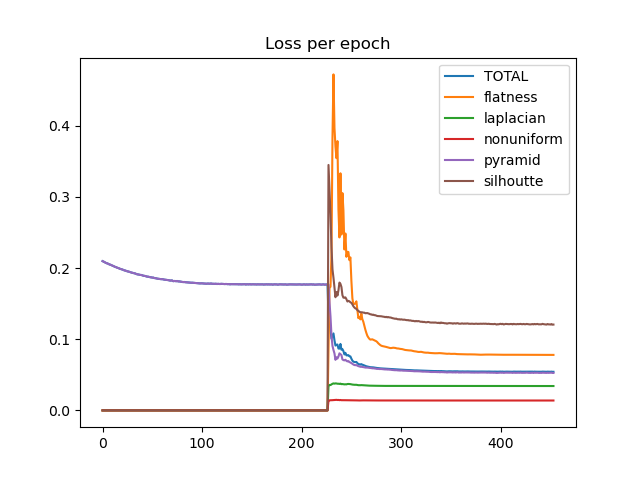 Loss per epoch
TOTAL
flatness
laplacian
nonuniform
pyramid
silhoutte
0.4
0.3
0.2
0.1
0.0
0 100 200 300 400